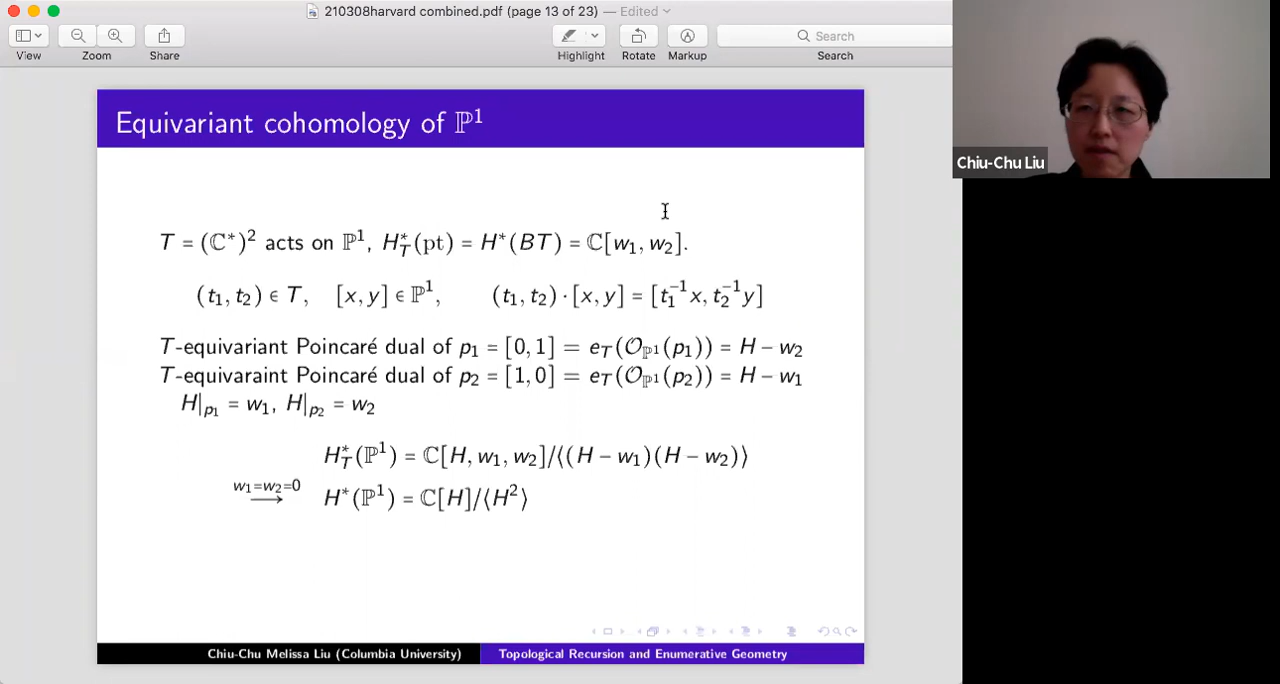 210308harvard combined.pdf (page 13 of 23) — Edited
View
Zoom
Share
Highlight
Rotate
Markup
Search
Search
Equivariant cohomology of ℙ¹
T = (ℂ*)² acts on ℙ¹, H*_T(pt) = H*(BT) = ℂ[w₁, w₂].
(t₁, t₂) ∈ T, [x, y] ∈ ℙ¹, (t₁, t₂) · [x, y] = [t₁⁻¹x, t₂⁻¹y]
T-equivariant Poincaré dual of p₁ = [0, 1] = e_T(𝒪_ℙ¹(p₁)) = H − w₂
T-equivaraint Poincaré dual of p₂ = [1, 0] = e_T(𝒪_ℙ¹(p₂)) = H − w₁
H|_p₁ = w₁, H|_p₂ = w₂
H*_T(ℙ¹) = ℂ[H, w₁, w₂]/⟨(H − w₁)(H − w₂)⟩
w₁=w₂=0 ⟶ H*(ℙ¹) = ℂ[H]/⟨H²⟩
Chiu-Chu Melissa Liu (Columbia University)
Topological Recursion and Enumerative Geometry
Chiu-Chu Liu